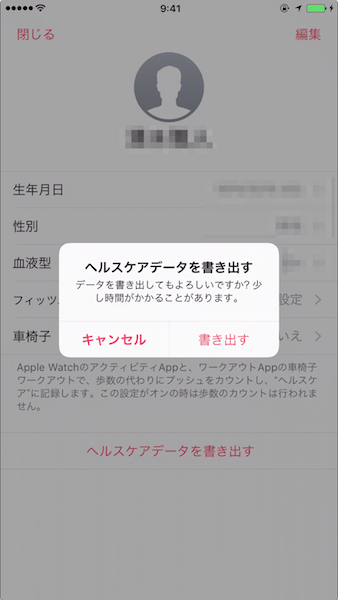 9:41
閉じる
編集
生年月日
性別
血液型
ヘルスケアデータを書き出す
データを書き出してもよろしいですか? 少
し時間がかかることがあります。
フィッツ
設定
キャンセル
書き出す
車椅子
いえ
Apple WatchのアクティビティAppと、ワークアウトAppの車椅子
ワークアウトで、歩数の代わりにプッシュをカウントし、“ヘルスケ
ア”に記録します。この設定がオンの時は歩数のカウントは行われ
ません。
ヘルスケアデータを書き出す